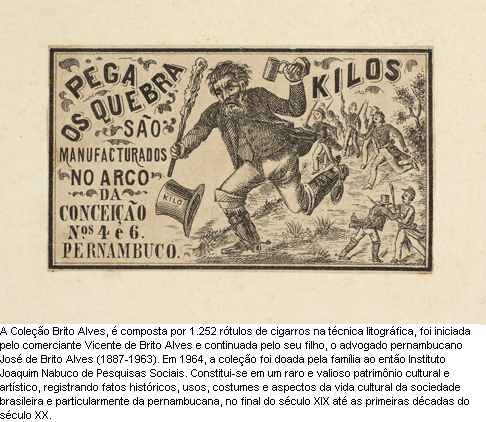 PEGA
OS QUEBRA
KILOS
SÃO
MANUFACTURADOS
NO ARCO
DA
CONCEIÇÃO
Nos 4 e 6.
PERNAMBUCO.
KILO
A Coleção Brito Alves, é composta por 1.252 rótulos de cigarros na técnica litográfica, foi iniciada
pelo comerciante Vicente de Brito Alves e continuada pelo seu filho, o advogado pernambucano
José de Brito Alves (1887-1963). Em 1964, a coleção foi doada pela família ao então Instituto
Joaquim Nabuco de Pesquisas Sociais. Constitui-se em um raro e valioso patrimônio cultural e
artístico, registrando fatos históricos, usos, costumes e aspectos da vida cultural da sociedade
brasileira e particularmente da pernambucana, no final do século XIX até as primeiras décadas do
século XX.